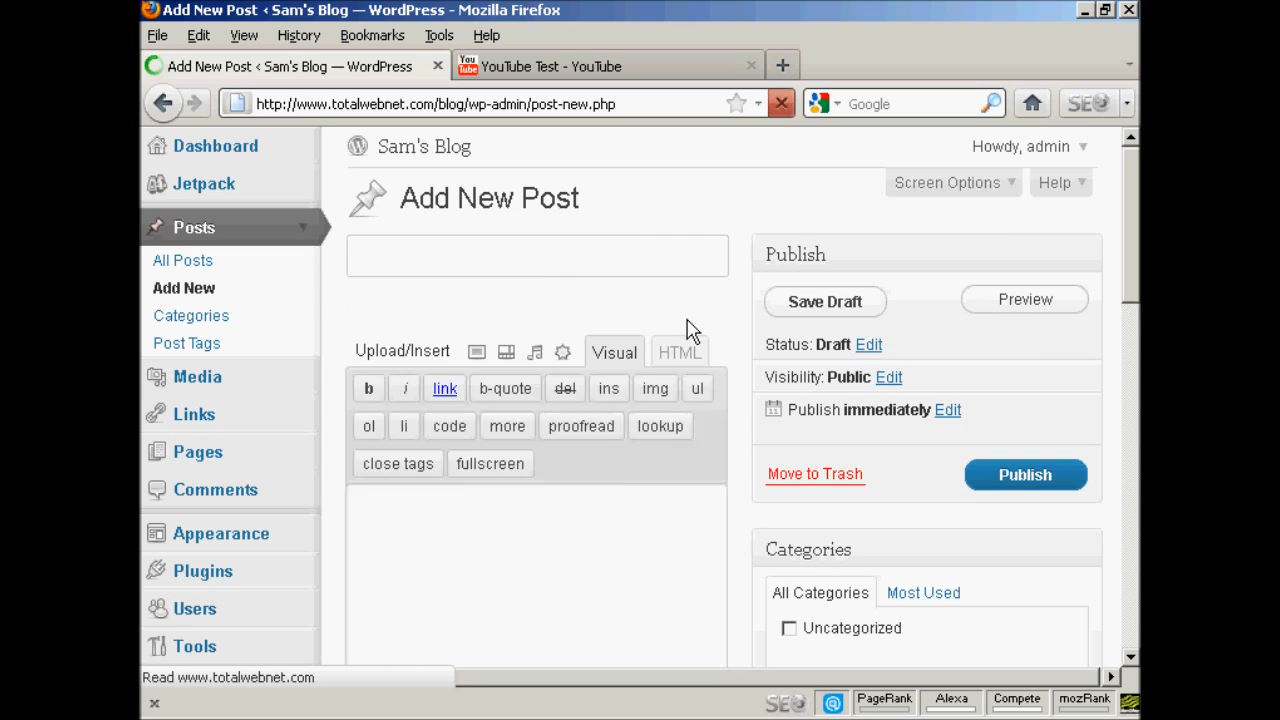 Add New Post ‹ Sam's Blog — WordPress - Mozilla Firefox
File Edit View History Bookmarks Tools Help
Add New Post ‹ Sam's Blog — WordPress
YouTube Test - YouTube
http://www.totalwebnet.com/blog/wp-admin/post-new.php
Google
SEO
Dashboard
Jetpack
Posts
All Posts
Add New
Categories
Post Tags
Media
Links
Pages
Comments
Appearance
Plugins
Users
Tools
Sam's Blog
Howdy, admin
Screen Options
Help
Add New Post
Upload/Insert
Visual
HTML
b i link b-quote del ins img ul
ol li code more proofread lookup
close tags fullscreen
Publish
Save Draft
Preview
Status: Draft Edit
Visibility: Public Edit
Publish immediately Edit
Move to Trash
Publish
Categories
All Categories
Most Used
Uncategorized
Read www.totalwebnet.com
SEO
PageRank
Alexa
Compete
mozRank